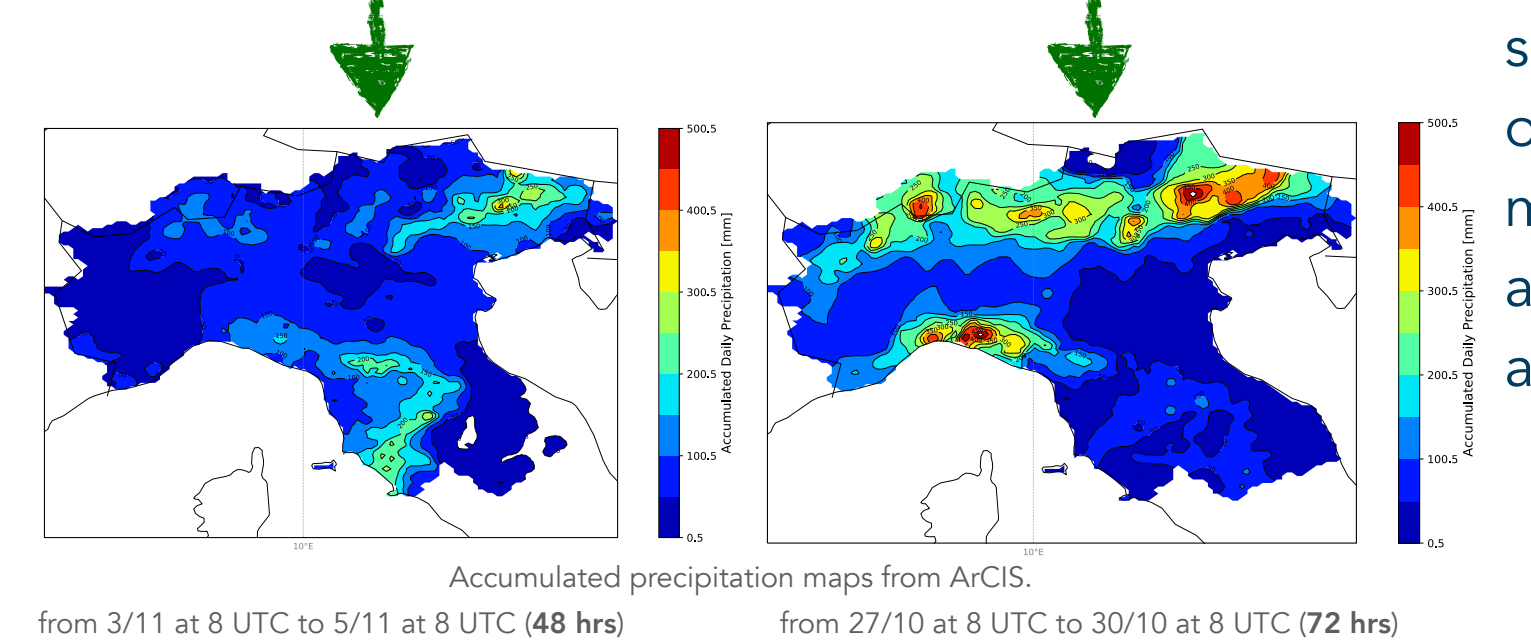 s
500.5
400.5
300.5
200.5
100.5
0.5
Accumulated Daily Precipitation [mm]
10°E
500.5
400.5
300.5
200.5
100.5
0.5
Accumulated Daily Precipitation [mm]
10°E
m
a
a
Accumulated precipitation maps from ArCIS.
from 3/11 at 8 UTC to 5/11 at 8 UTC (48 hrs)
from 27/10 at 8 UTC to 30/10 at 8 UTC (72 hrs)